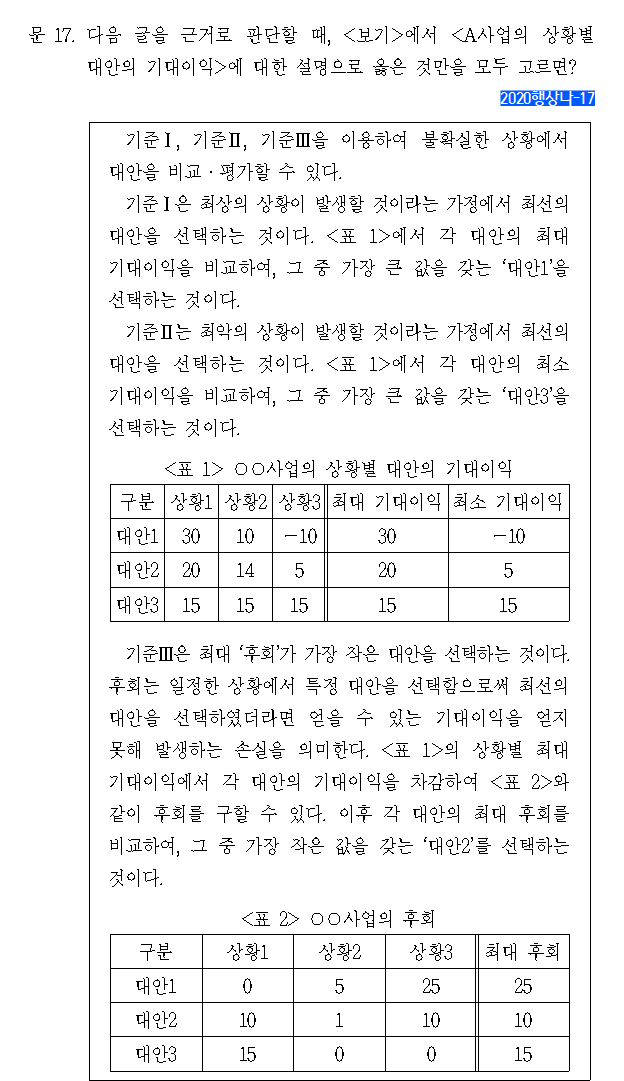 문 17. 다음 글을 근거로 판단할 때, <보기>에서 <A사업의 상황별
대안의 기대이익>에 대한 설명으로 옳은 것만을 모두 고르면?
2020행상나-17
기준Ⅰ, 기준Ⅱ, 기준Ⅲ을 이용하여 불확실한 상황에서
대안을 비교 · 평가할 수 있다.
기준Ⅰ은 최상의 상황이 발생할 것이라는 가정에서 최선의
대안을 선택하는 것이다. <표 1>에서 각 대안의 최대
기대이익을 비교하여, 그 중 가장 큰 값을 갖는 ‘대안1’을
선택하는 것이다.
기준Ⅱ는 최악의 상황이 발생할 것이라는 가정에서 최선의
대안을 선택하는 것이다. <표 1>에서 각 대안의 최소
기대이익을 비교하여, 그 중 가장 큰 값을 갖는 ‘대안3’을
선택하는 것이다.
<표 1> ○○사업의 상황별 대안의 기대이익
구분 상황1 상황2 상황3 최대 기대이익 최소 기대이익
대안1 30 10 −10 30 −10
대안2 20 14 5 20 5
대안3 15 15 15 15 15
기준Ⅲ은 최대 ‘후회’가 가장 작은 대안을 선택하는 것이다.
후회는 일정한 상황에서 특정 대안을 선택함으로써 최선의
대안을 선택하였더라면 얻을 수 있는 기대이익을 얻지
못해 발생하는 손실을 의미한다. <표 1>의 상황별 최대
기대이익에서 각 대안의 기대이익을 차감하여 <표 2>와
같이 후회를 구할 수 있다. 이후 각 대안의 최대 후회를
비교하여, 그 중 가장 작은 값을 갖는 ‘대안2’를 선택하는
것이다.
<표 2> ○○사업의 후회
구분 상황1 상황2 상황3 최대 후회
대안1 0 5 25 25
대안2 10 1 10 10
대안3 15 0 0 15